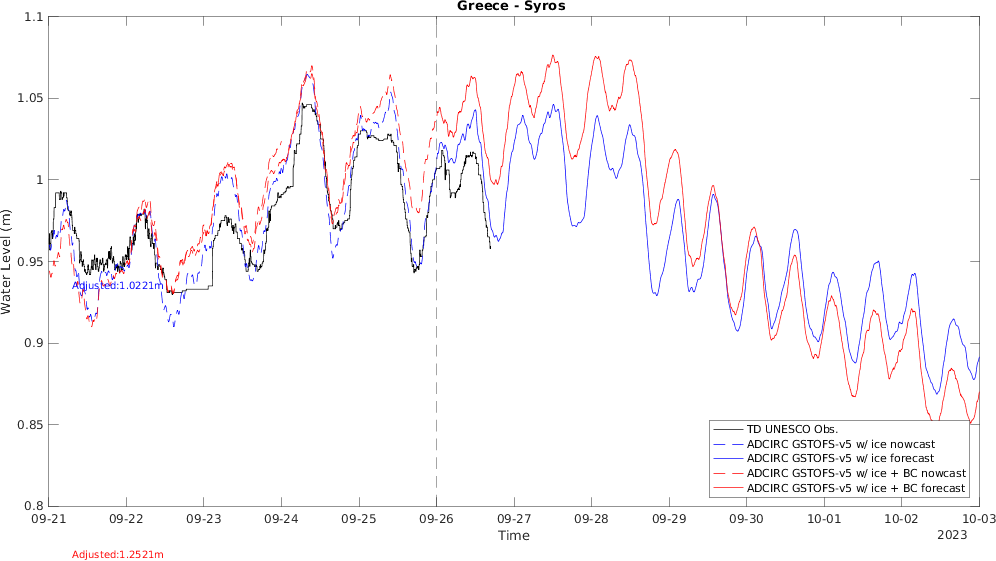 Greece - Syros
1.1
1.05
1
0.95
0.9
0.85
0.8
Water Level (m)
Adjusted:1.0221m
TD UNESCO Obs.
ADCIRC GSTOFS-v5 w/ ice nowcast
ADCIRC GSTOFS-v5 w/ ice forecast
ADCIRC GSTOFS-v5 w/ ice + BC nowcast
ADCIRC GSTOFS-v5 w/ ice + BC forecast
09-21 09-22 09-23 09-24 09-25 09-26 09-27 09-28 09-29 09-30 10-01 10-02 10-03
Time
2023
Adjusted:1.2521m